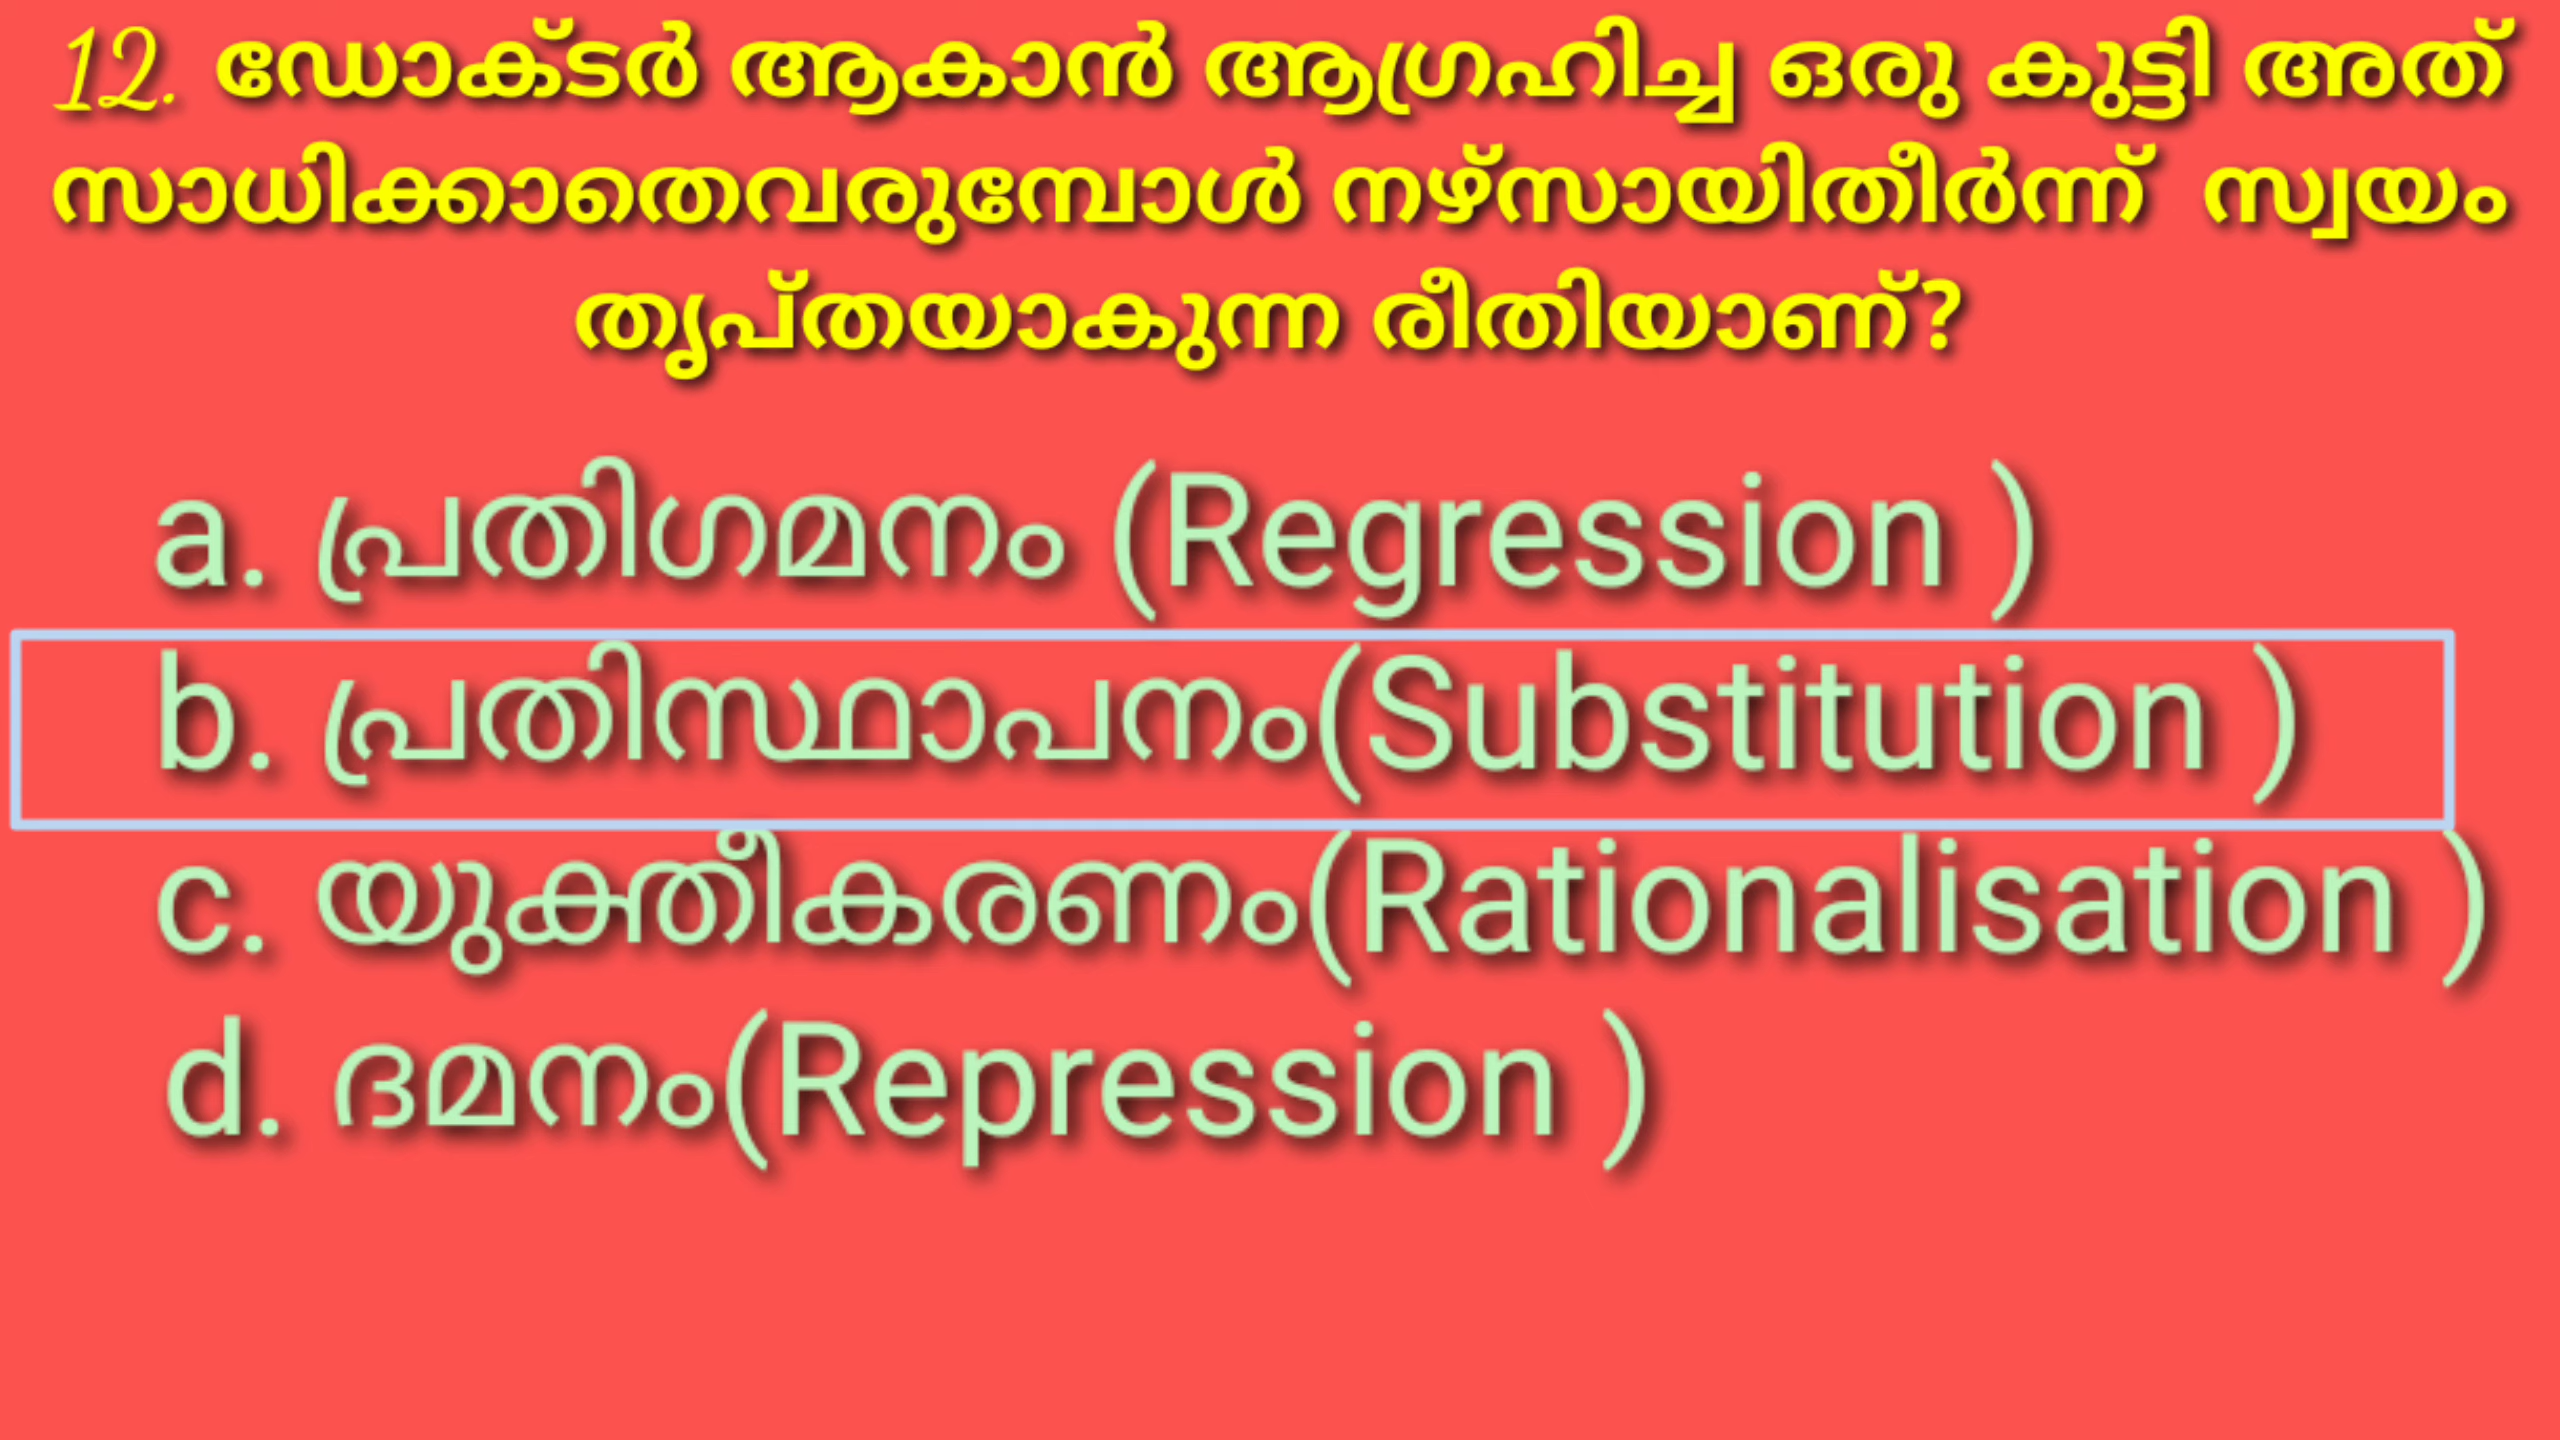 12. ഡോക്ടർ ആകാൻ ആഗ്രഹിച്ച ഒരു കുട്ടി അത്
സാധിക്കാതെവരുമ്പോൾ നഴ്സായിതീർന്ന് സ്വയം
തൃപ്തയാകുന്ന രീതിയാണ്?
a. പ്രതിഗമനം (Regression )
b. പ്രതിസ്ഥാപനം(Substitution )
c. യുക്തീകരണം(Rationalisation )
d. ദമനം(Repression )